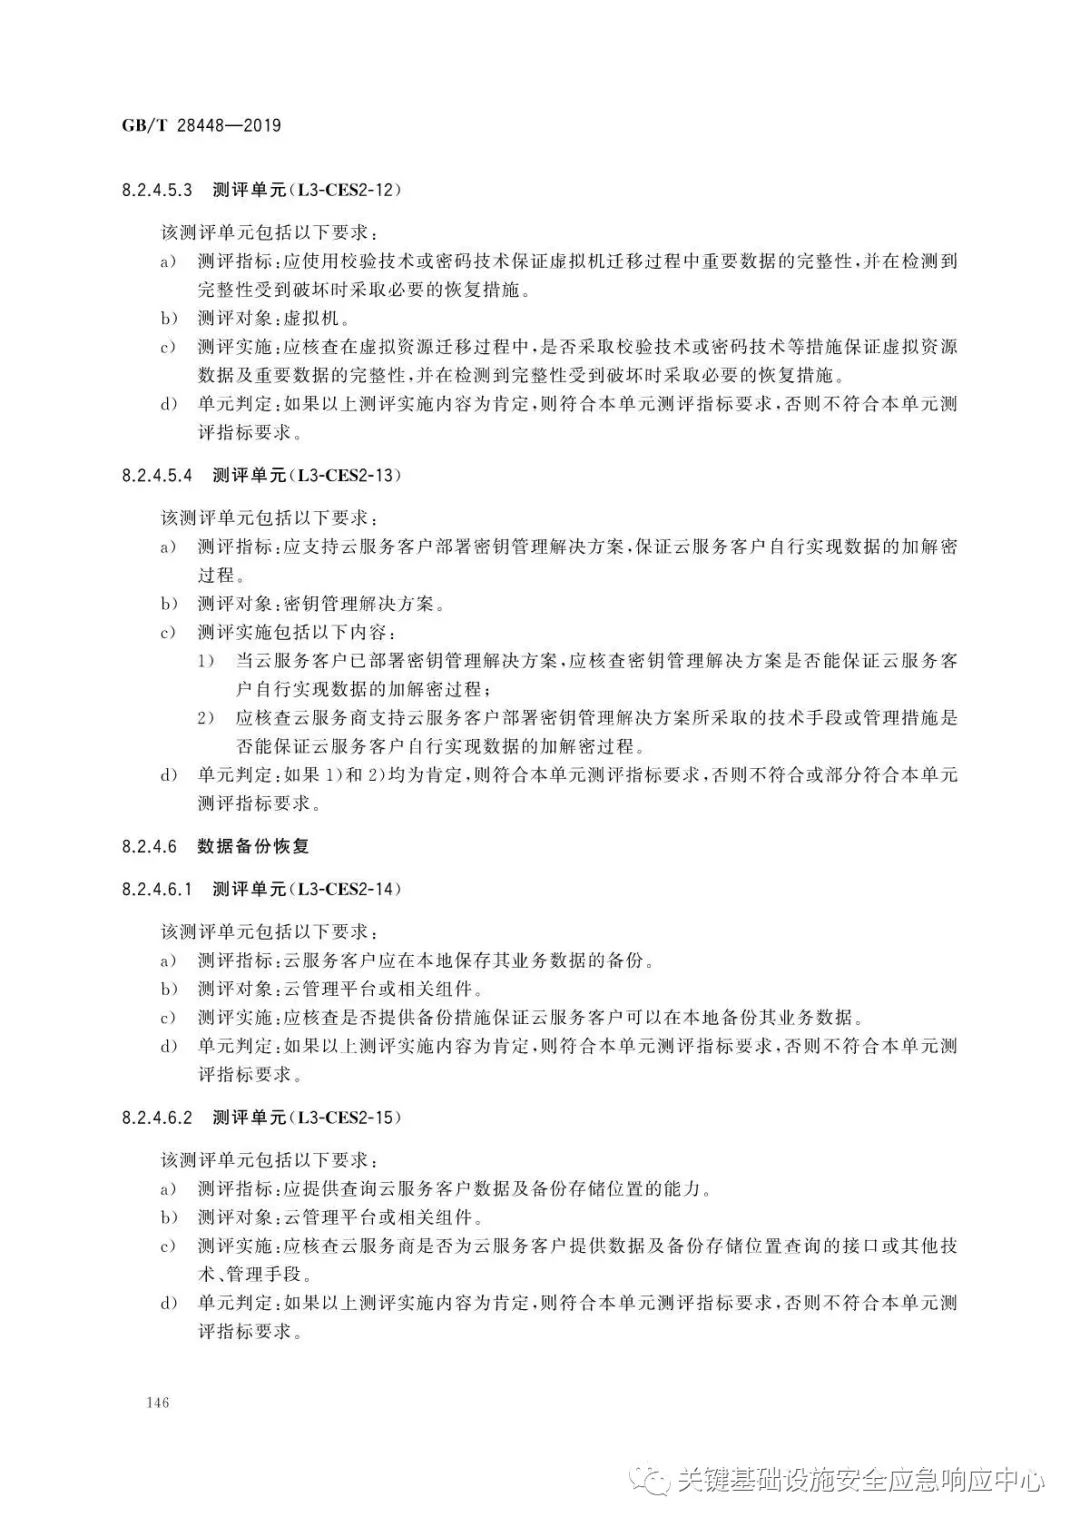 GB/T 28448—2019
8.2.4.5.3 测评单元(L3-CES2-12)
该测评单元包括以下要求:
a) 测评指标:应使用校验技术或密码技术保证虚拟机迁移过程中重要数据的完整性,并在检测到
完整性受到破坏时采取必要的恢复措施。
b) 测评对象:虚拟机。
c) 测评实施:应核查在虚拟资源迁移过程中,是否采取校验技术或密码技术等措施保证虚拟资源
数据及重要数据的完整性,并在检测到完整性受到破坏时采取必要的恢复措施。
d) 单元判定:如果以上测评实施内容为肯定,则符合本单元测评指标要求,否则不符合本单元测
评指标要求。
8.2.4.5.4 测评单元(L3-CES2-13)
该测评单元包括以下要求:
a) 测评指标:应支持云服务客户部署密钥管理解决方案,保证云服务客户自行实现数据的加解密
过程。
b) 测评对象:密钥管理解决方案。
c) 测评实施包括以下内容:
1) 当云服务客户已部署密钥管理解决方案,应核查密钥管理解决方案是否能保证云服务客
户自行实现数据的加解密过程;
2) 应核查云服务商支持云服务客户部署密钥管理解决方案所采取的技术手段或管理措施是
否能保证云服务客户自行实现数据的加解密过程。
d) 单元判定:如果 1)和 2)均为肯定,则符合本单元测评指标要求,否则不符合或部分符合本单元
测评指标要求。
8.2.4.6 数据备份恢复
8.2.4.6.1 测评单元(L3-CES2-14)
该测评单元包括以下要求:
a) 测评指标:云服务客户应在本地保存其业务数据的备份。
b) 测评对象:云管理平台或相关组件。
c) 测评实施:应核查是否提供备份措施保证云服务客户可以在本地备份其业务数据。
d) 单元判定:如果以上测评实施内容为肯定,则符合本单元测评指标要求,否则不符合本单元测
评指标要求。
8.2.4.6.2 测评单元(L3-CES2-15)
该测评单元包括以下要求:
a) 测评指标:应提供查询云服务客户数据及备份存储位置的能力。
b) 测评对象:云管理平台或相关组件。
c) 测评实施:应核查云服务商是否为云服务客户提供数据及备份存储位置查询的接口或其他技
术、管理手段。
d) 单元判定:如果以上测评实施内容为肯定,则符合本单元测评指标要求,否则不符合本单元测
评指标要求。
146
关键基础设施安全应急响应中心